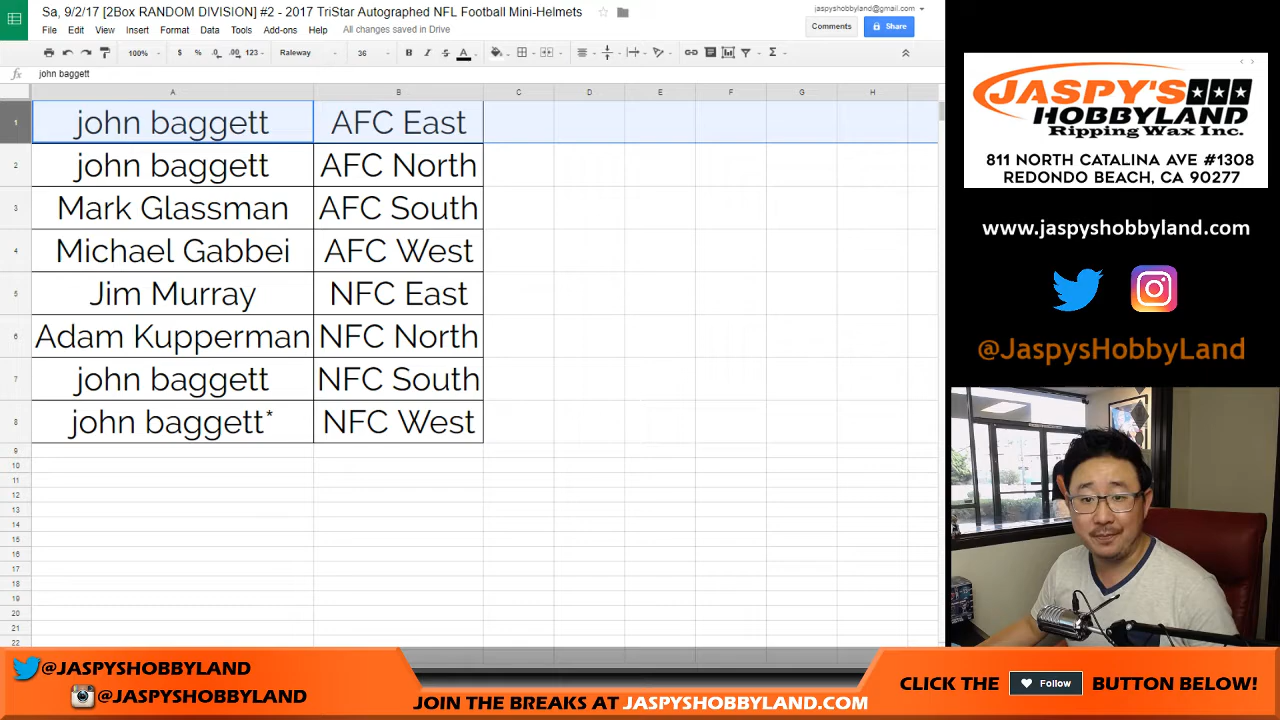 Sa, 9/2/17 [2Box RANDOM DIVISION] #2 - 2017 TriStar Autographed NFL Football Mini-Helmets
jaspyshobbyland@gmail.com
File Edit View Insert Format Data Tools Add-ons Help All changes saved in Drive
Comments Share
100% $ % .0 .00 123 Raleway 36 B I S A
fx john baggett
A B C D E F G H
1 john baggett AFC East
2 john baggett AFC North
3 Mark Glassman AFC South
4 Michael Gabbei AFC West
5 Jim Murray NFC East
6 Adam Kupperman NFC North
7 john baggett NFC South
8 john baggett* NFC West
9
10
11
12
13
14
15
16
17
18
19
20
21
22
JASPY'S
HOBBYLAND
Ripping Wax Inc.
811 NORTH CATALINA AVE #1308
REDONDO BEACH, CA 90277
www.jaspyshobbyland.com
@JaspysHobbyLand
@JASPYSHOBBYLAND
@JASPYSHOBBYLAND
JOIN THE BREAKS AT JASPYSHOBBYLAND.COM
CLICK THE Follow BUTTON BELOW!